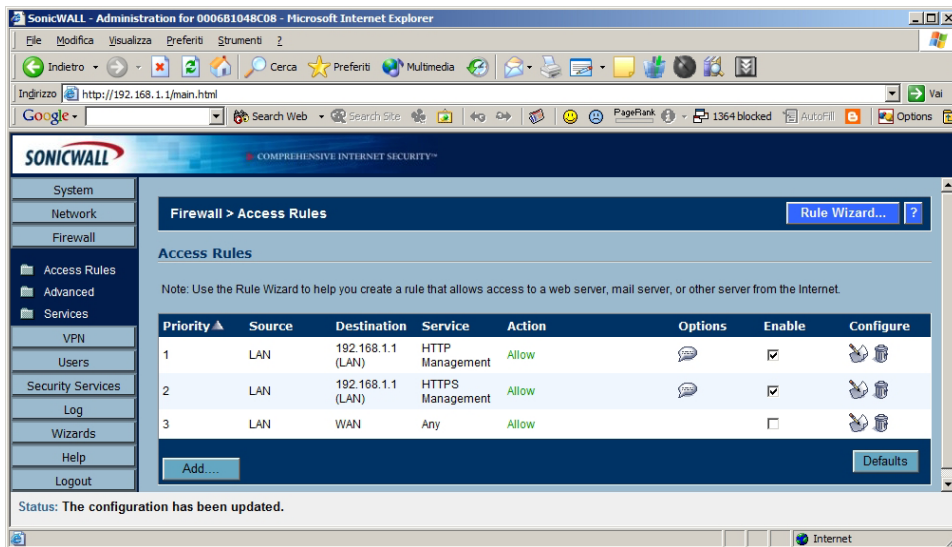 SonicWALL - Administration for 0006B1048C08 - Microsoft Internet Explorer
File Modifica Visualizza Preferiti Strumenti ?
Indietro Cerca Preferiti Multimedia
Indirizzo http://192.168.1.1/main.html Vai
Google Search Web Search Site PageRank 1364 blocked AutoFill Options
SONICWALL COMPREHENSIVE INTERNET SECURITY™
System
Network
Firewall
Access Rules
Advanced
Services
VPN
Users
Security Services
Log
Wizards
Help
Logout
Firewall > Access Rules Rule Wizard... ?
Access Rules
Note: Use the Rule Wizard to help you create a rule that allows access to a web server, mail server, or other server from the Internet.
Priority Source Destination Service Action Options Enable Configure
1 LAN 192.168.1.1 (LAN) HTTP Management Allow
2 LAN 192.168.1.1 (LAN) HTTPS Management Allow
3 LAN WAN Any Allow
Add.... Defaults
Status: The configuration has been updated.
Internet